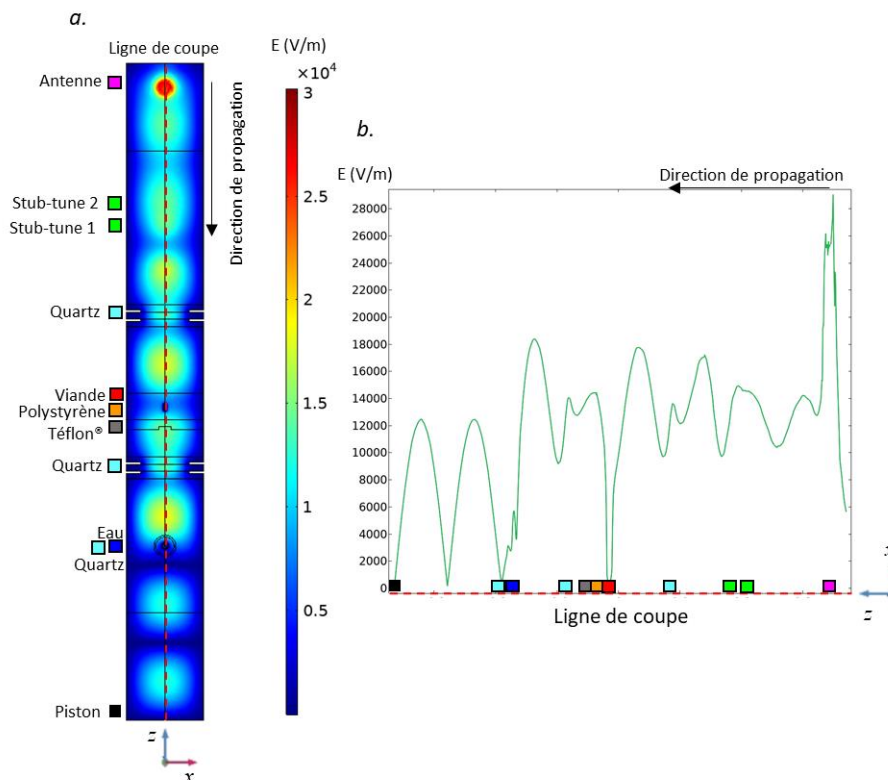 a.
Ligne de coupe
E (V/m)
×10⁴
Antenne
3
Direction de propagation
2.5
Stub-tune 2
Stub-tune 1
2
Quartz
1.5
Viande
Polystyrène
Téflon®
Quartz
1
Eau
Quartz
0.5
Piston
z
x
b.
E (V/m)
Direction de propagation
28000
26000
24000
22000
20000
18000
16000
14000
12000
10000
8000
6000
4000
2000
0
x
z
Ligne de coupe